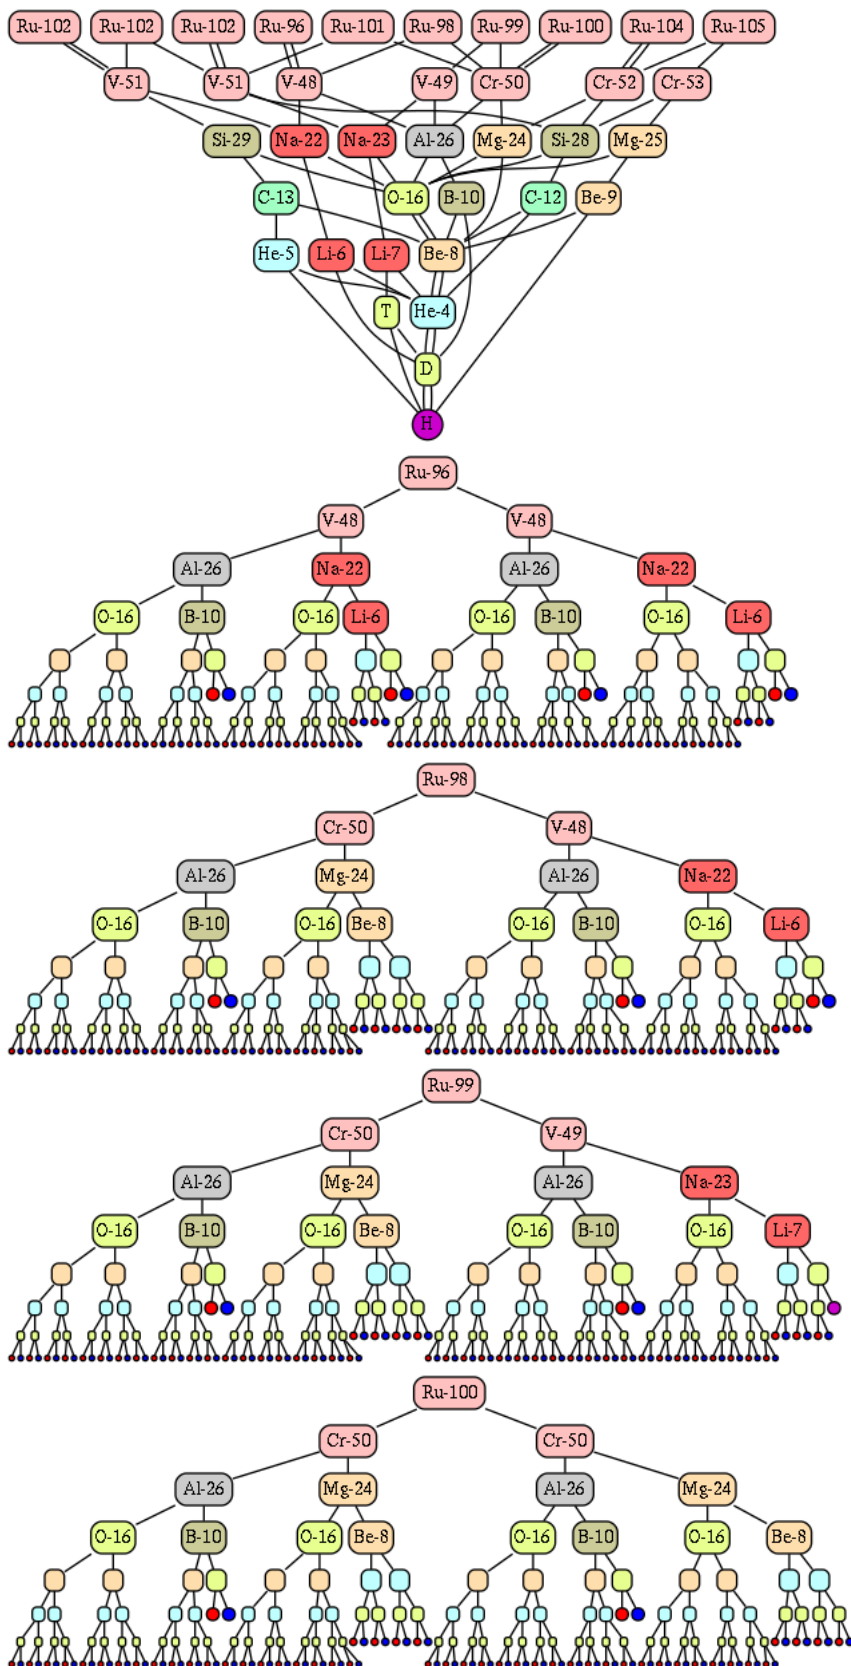 Ru-102 Ru-102 Ru-102 Ru-96 Ru-101 Ru-98 Ru-99 Ru-100 Ru-104 Ru-105
V-51 V-51 V-48 V-49 Cr-50 Cr-52 Cr-53
Si-29 Na-22 Na-23 Al-26 Mg-24 Si-28 Mg-25
C-13 O-16 B-10 C-12 Be-9
He-5 Li-6 Li-7 Be-8
T He-4
D
H
Ru-96
V-48 V-48
Al-26 Na-22 Al-26 Na-22
O-16 B-10 O-16 Li-6 O-16 B-10 O-16 Li-6
Ru-98
Cr-50 V-48
Al-26 Mg-24 Al-26 Na-22
O-16 B-10 O-16 Be-8 O-16 B-10 O-16 Li-6
Ru-99
Cr-50 V-49
Al-26 Mg-24 Al-26 Na-23
O-16 B-10 O-16 Be-8 O-16 B-10 O-16 Li-7
Ru-100
Cr-50 Cr-50
Al-26 Mg-24 Al-26 Mg-24
O-16 B-10 O-16 Be-8 O-16 B-10 O-16 Be-8